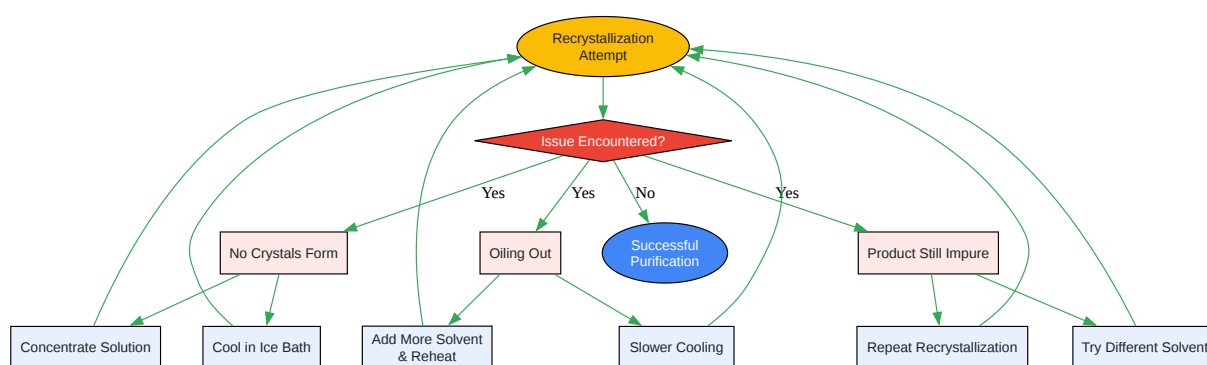 Recrystallization
Attempt
Issue Encountered?
Yes
Yes
No
Yes
No Crystals Form
Oiling Out
Successful
Purification
Product Still Impure
Concentrate Solution
Cool in Ice Bath
Add More Solvent
& Reheat
Slower Cooling
Repeat Recrystallization
Try Different Solvent